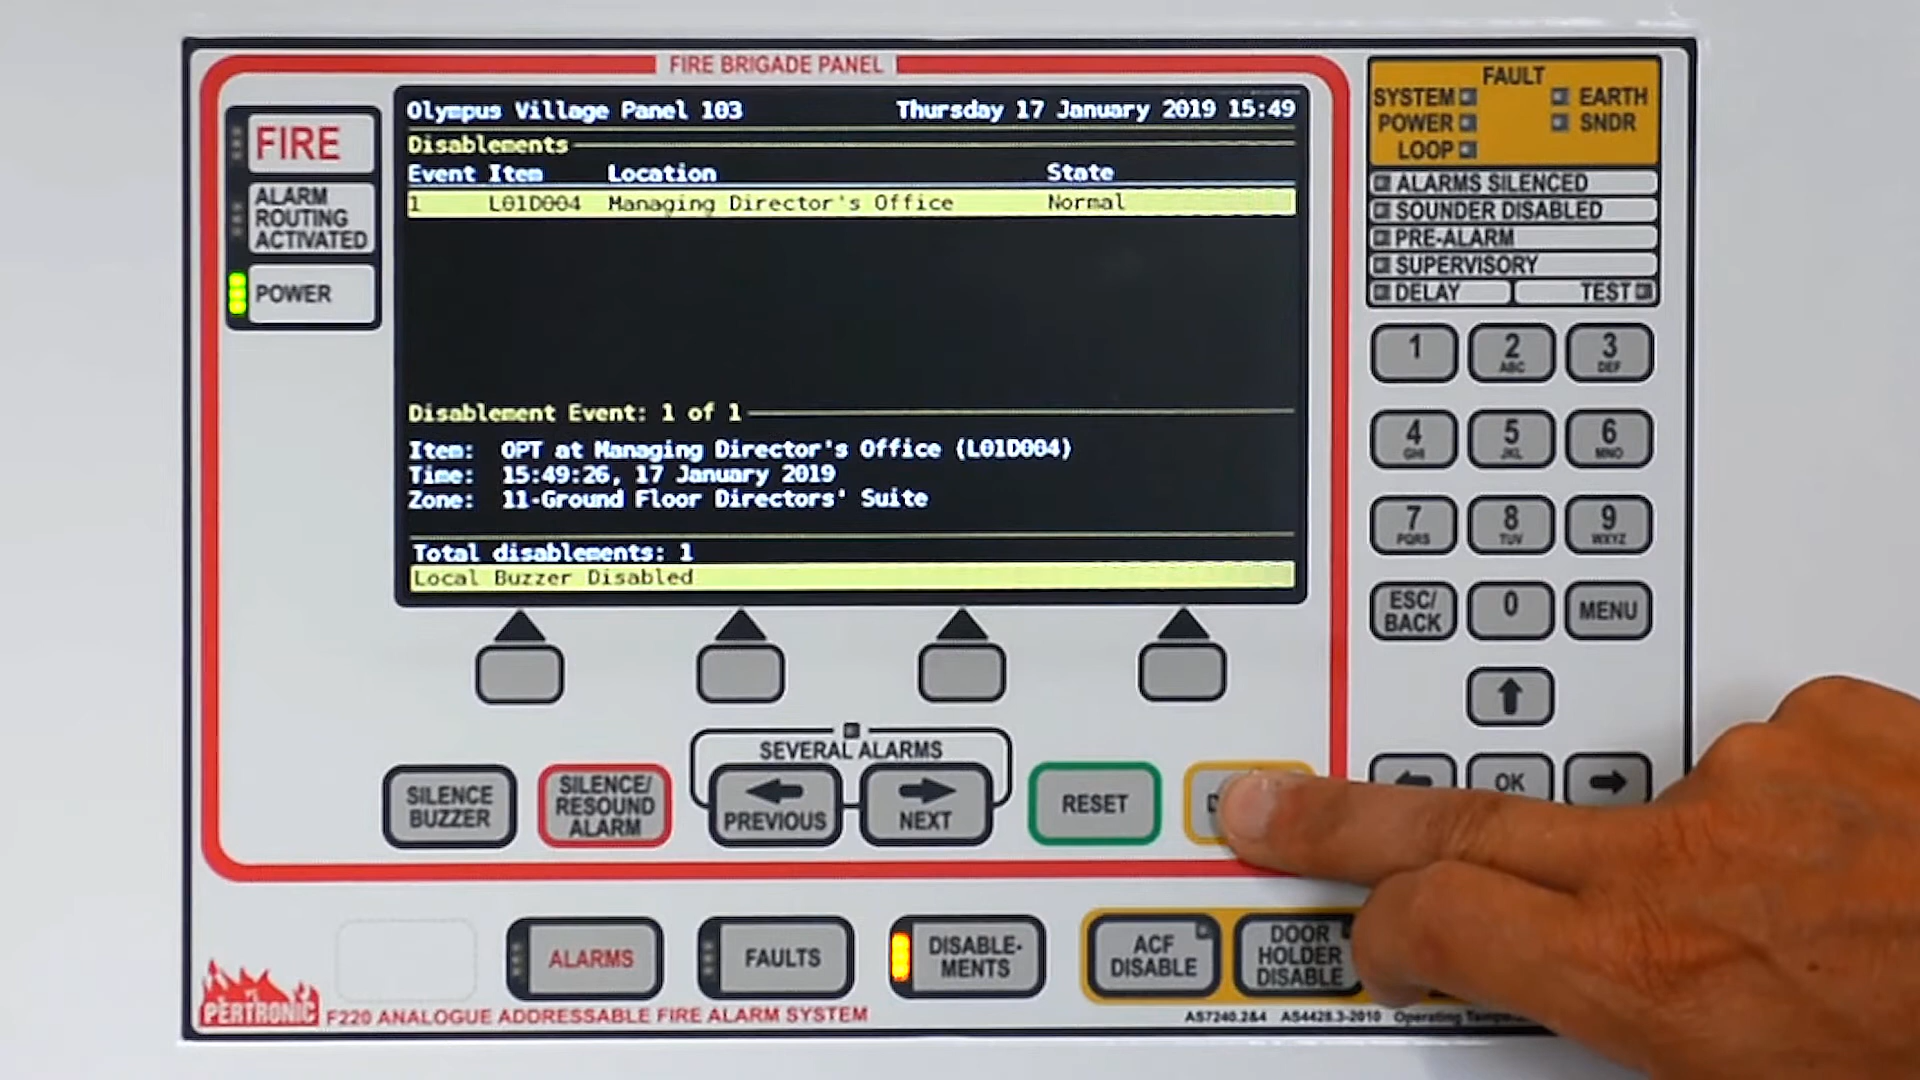 FIRE BRIGADE PANEL
Olympus Village Panel 103 Thursday 17 January 2019 15:49
Disablements
Event Item Location State
1 L01D004 Managing Director's Office Normal
Disablement Event: 1 of 1
Item: OPT at Managing Director's Office (L01D004)
Time: 15:49:26, 17 January 2019
Zone: 11-Ground Floor Directors' Suite
Total disablements: 1
Local Buzzer Disabled
FIRE
ALARM
ROUTING
ACTIVATED
POWER
FAULT
SYSTEM EARTH
POWER SNDR
LOOP
ALARMS SILENCED
SOUNDER DISABLED
PRE-ALARM
SUPERVISORY
DELAY TEST
1 2 3
ABC DEF
4 5 6
GHI JKL MNO
7 8 9
PQRS TUV WXYZ
ESC/
BACK
0
MENU
OK
SEVERAL ALARMS
SILENCE
BUZZER
SILENCE/
RESOUND
ALARM
PREVIOUS
NEXT
RESET
ALARMS
FAULTS
DISABLE-
MENTS
ACF
DISABLE
DOOR
HOLDER
DISABLE
PERTRONIC
F220 ANALOGUE ADDRESSABLE FIRE ALARM SYSTEM
AS7240.2&4 AS4428.3-2010 Operating